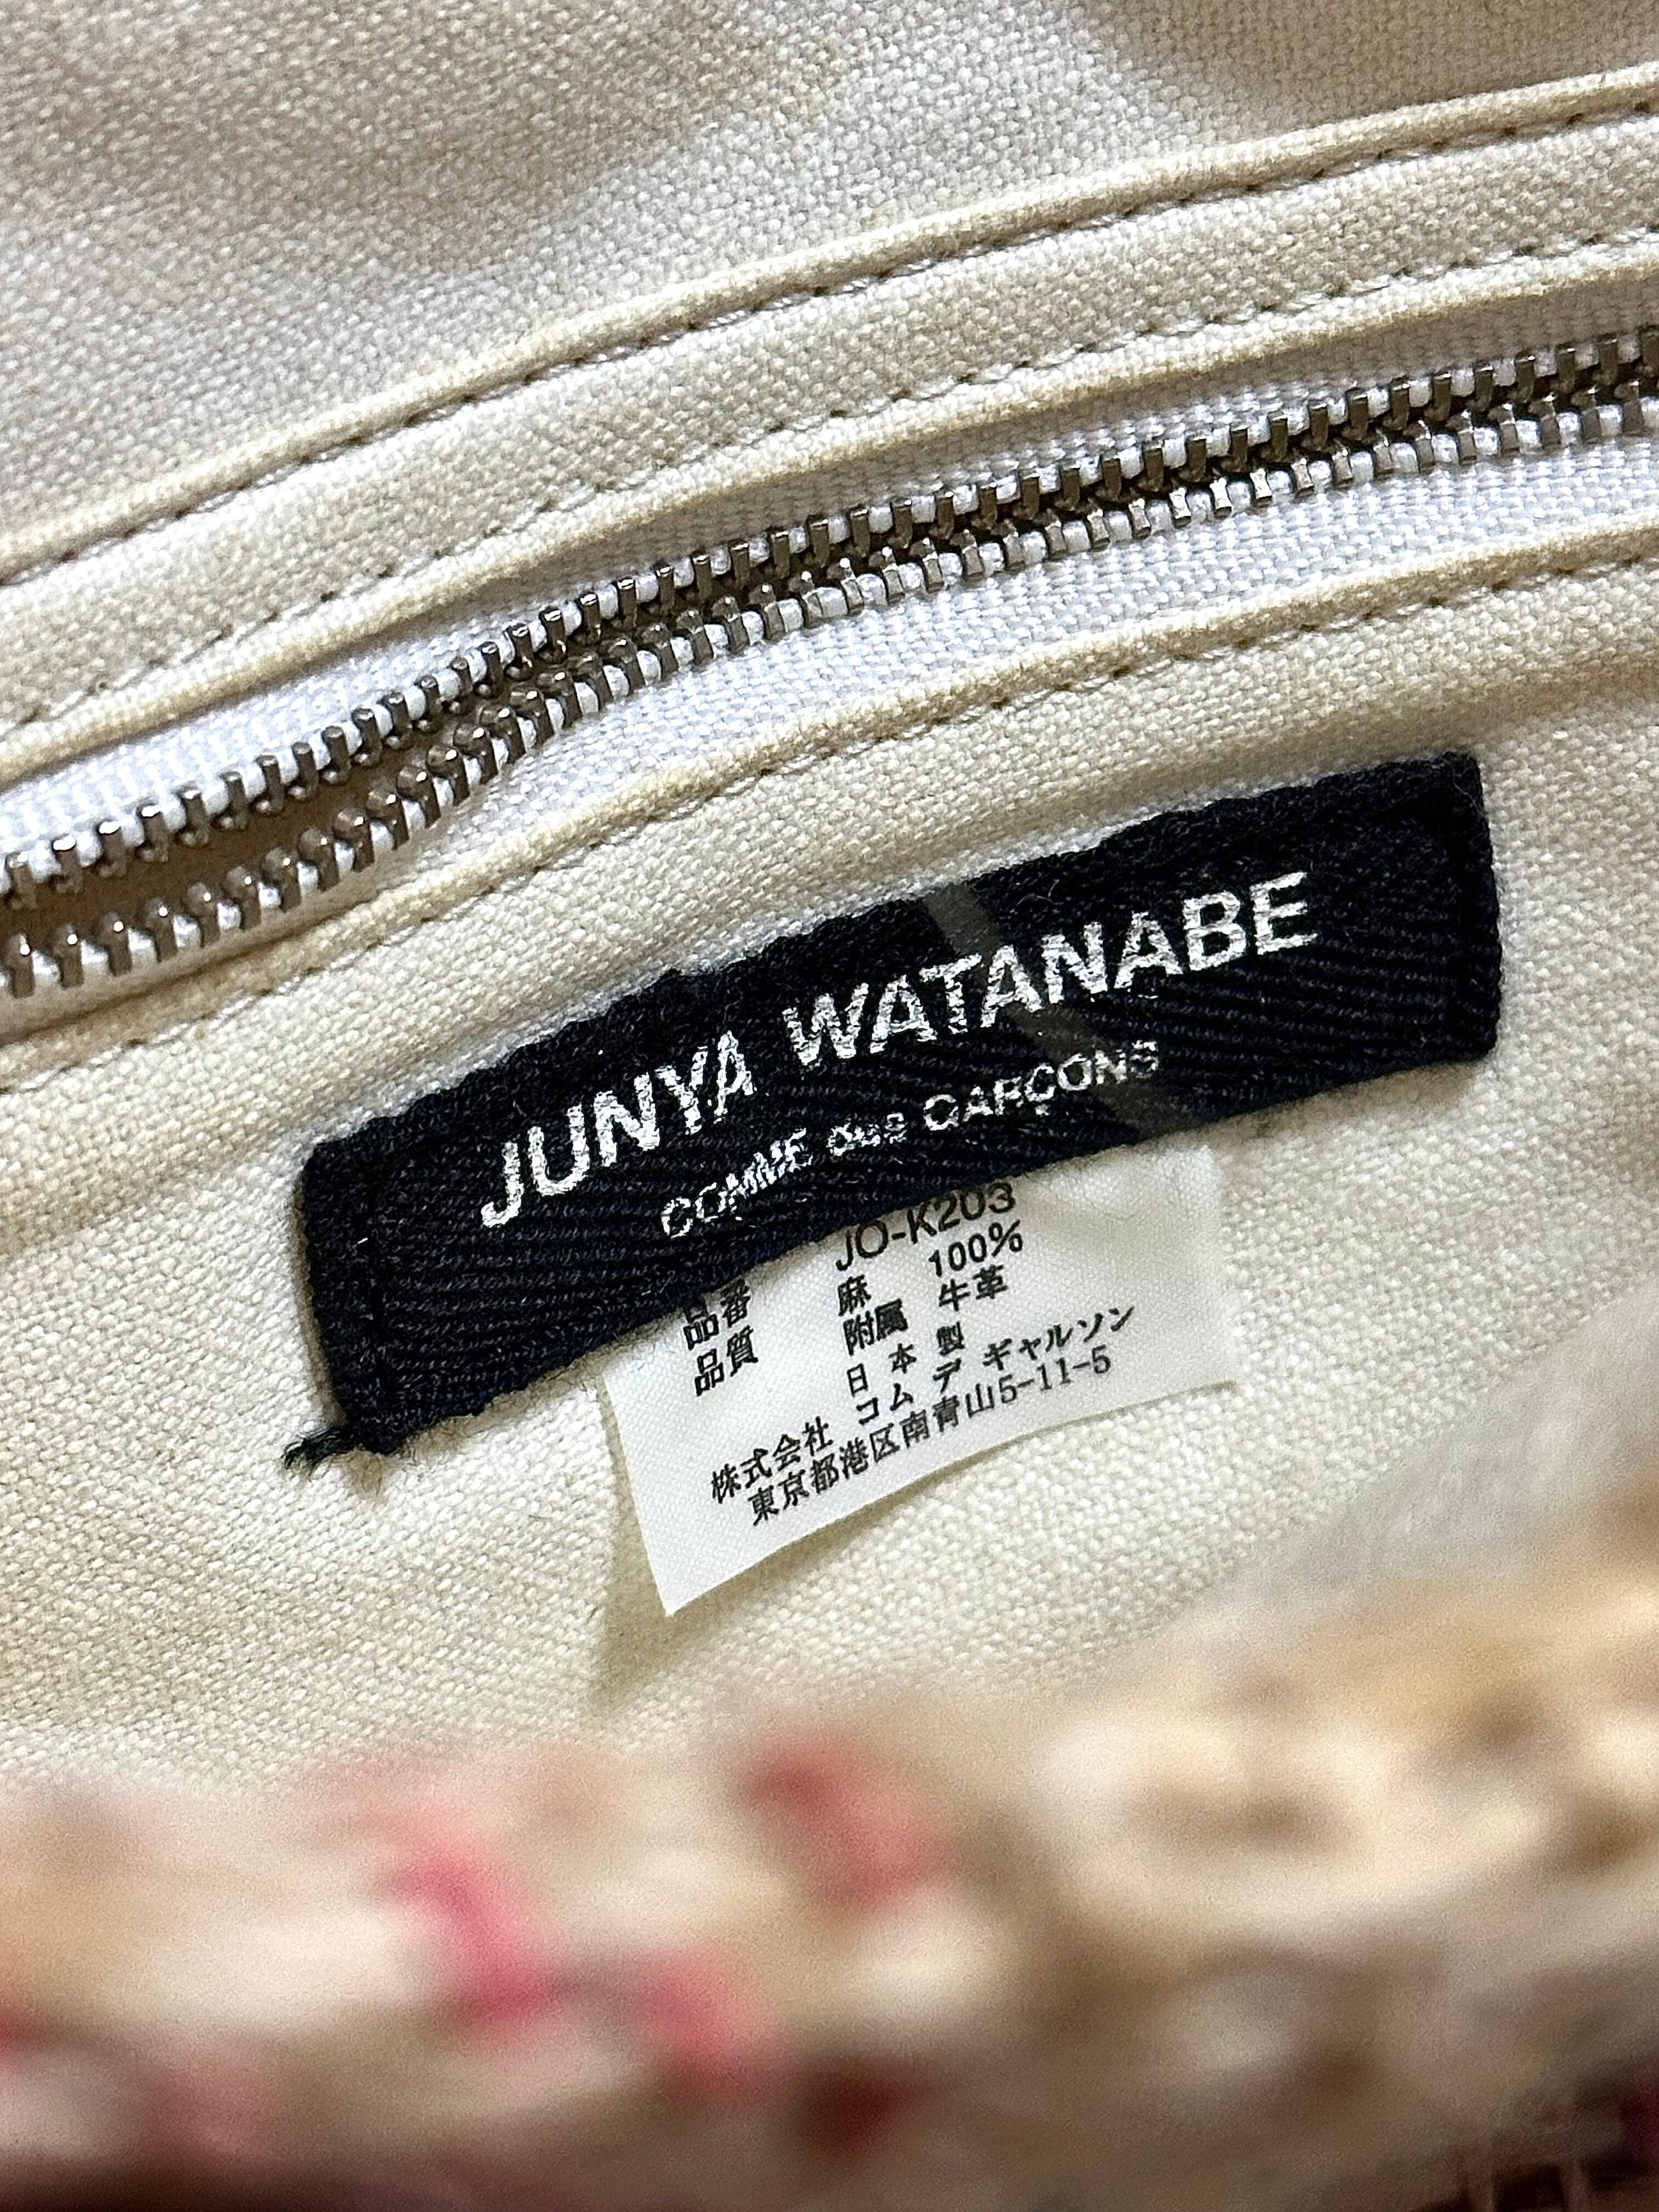 JUNYA WATANABE
COMME des GARÇONS
品番 JO-K203
品質 麻 100%
附属 牛革
日本製
株式会社 コム デ ギャルソン
東京都港区南青山5-11-5